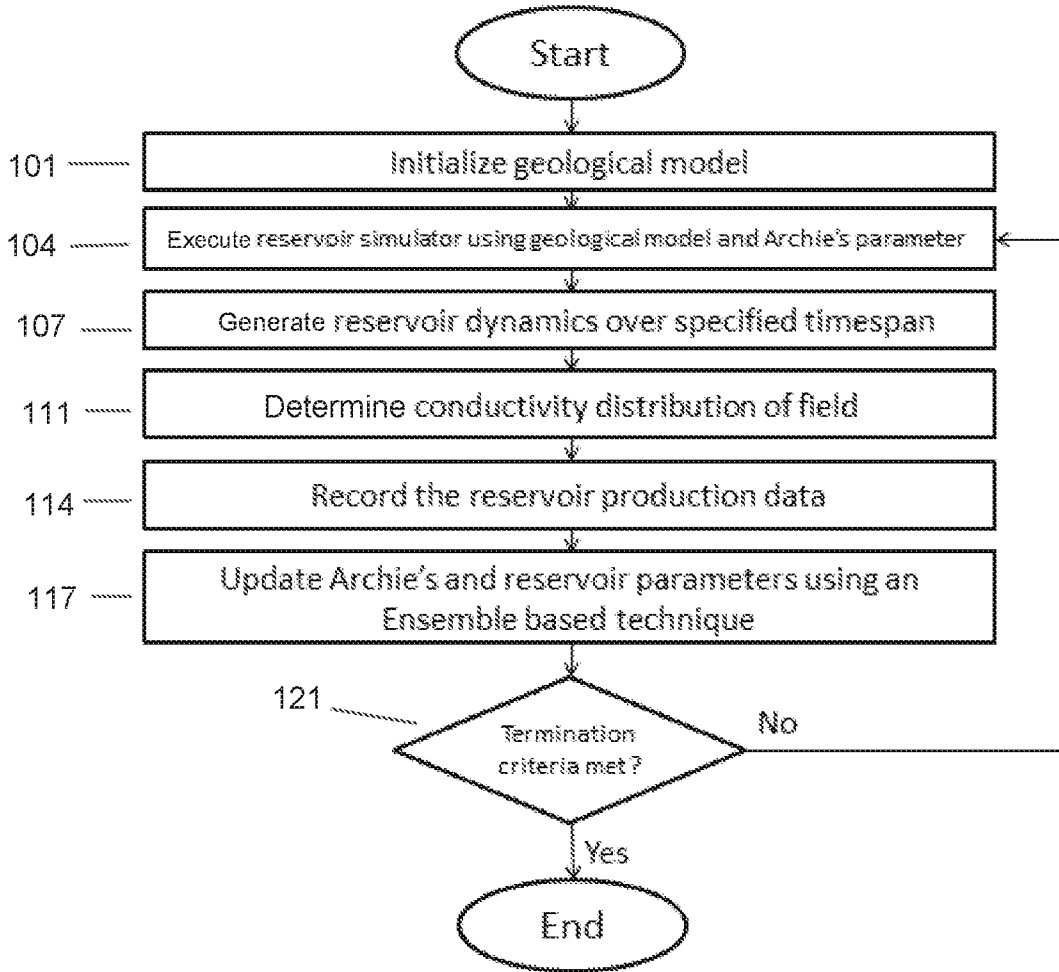 Start
101
Initialize geological model
104
Execute reservoir simulator using geological model and Archie's parameter
107
Generate reservoir dynamics over specified timespan
111
Determine conductivity distribution of field
114
Record the reservoir production data
117
Update Archie's and reservoir parameters using an
Ensemble based technique
121
Termination
criteria met?
No
Yes
End